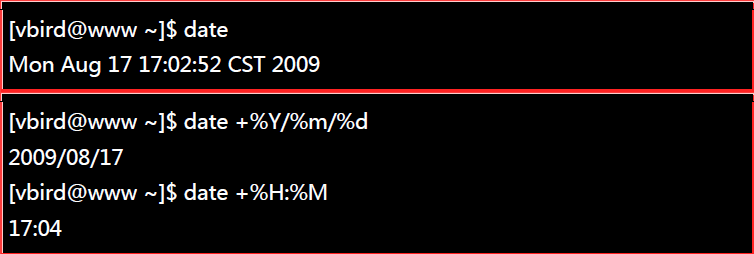 [vbird@www ~]$ date
Mon Aug 17 17:02:52 CST 2009
[vbird@www ~]$ date +%Y/%m/%d
2009/08/17
[vbird@www ~]$ date +%H:%M
17:04